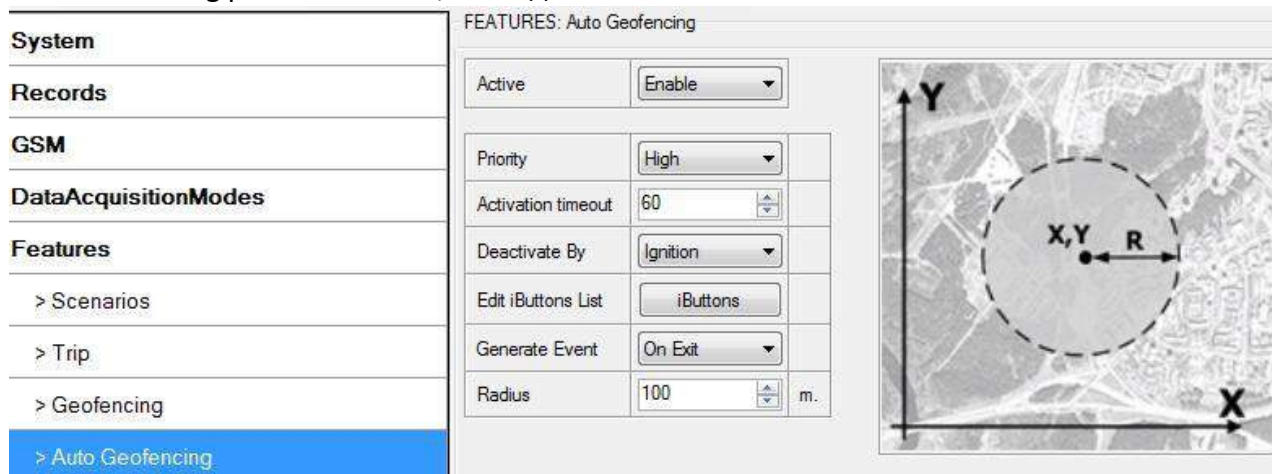 System
Records
GSM
DataAcquisitionModes
Features
> Scenarios
> Trip
> Geofencing
> Auto Geofencing
FEATURES: Auto Geofencing
Active Enable
Priority High
Activation timeout 60
Deactivate By Ignition
Edit iButtons List iButtons
Generate Event On Exit
Radius 100 m.
Y
X,Y R
X